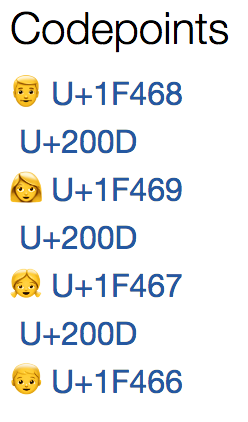 Codepoints
👨 U+1F468
U+200D
👩 U+1F469
U+200D
👧 U+1F467
U+200D
👦 U+1F466